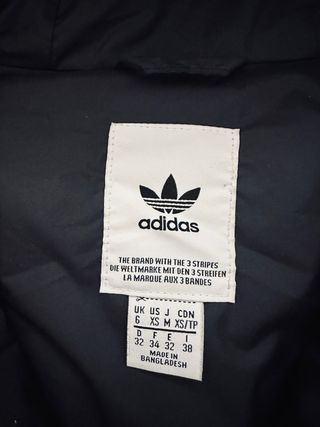 adidas
THE BRAND WITH THE 3 STRIPES
DIE WELTMARKE MIT DEN 3 STREIFEN
LA MARQUE AUX 3 BANDES
UK US J CDN
6 XS M XS/TP
D F E I
32 34 32 38
MADE IN
BANGLADESH